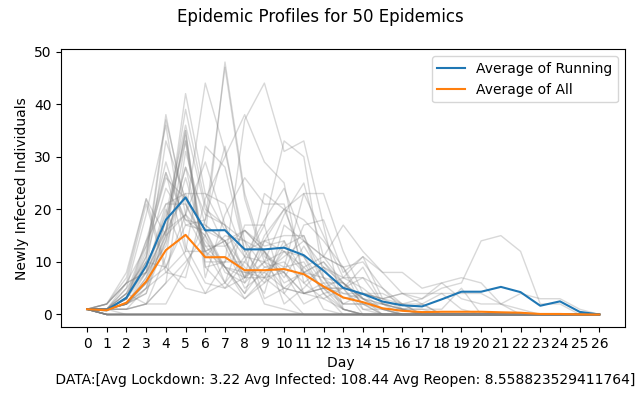 Epidemic Profiles for 50 Epidemics
50
40
30
20
10
0
Newly Infected Individuals
Average of Running
Average of All
0 1 2 3 4 5 6 7 8 9 10 11 12 13 14 15 16 17 18 19 20 21 22 23 24 25 26
Day
DATA:[Avg Lockdown: 3.22 Avg Infected: 108.44 Avg Reopen: 8.558823529411764]